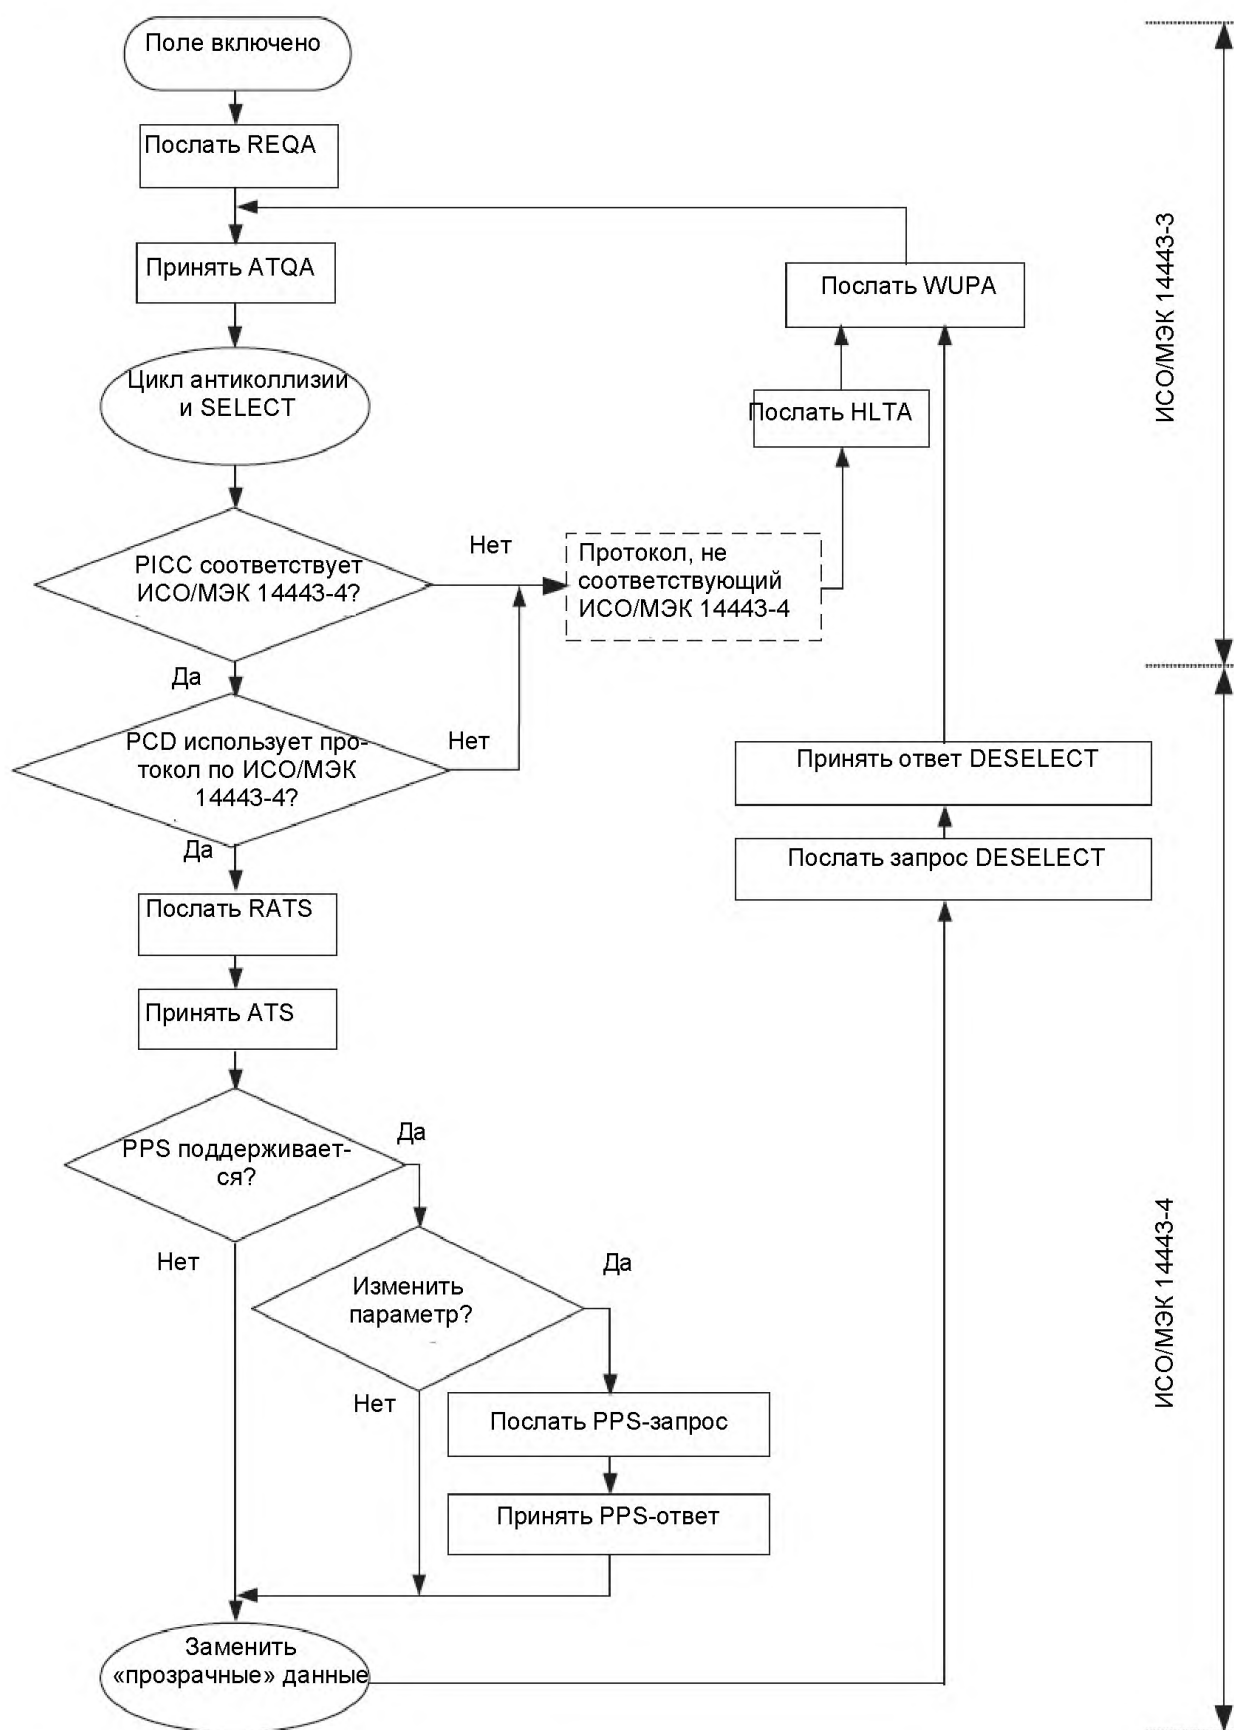 Поле включено
Послать REQA
Принять ATQA
Послать WUPA
Цикл антиколлизии
и SELECT
Послать HLTA
ИСО/МЭК 14443-3
PICC соответствует
ИСО/МЭК 14443-4?
Нет
Протокол, не
соответствующий
ИСО/МЭК 14443-4
Да
PCD использует про-
токол по ИСО/МЭК
14443-4?
Нет
Принять ответ DESELECT
Да
Послать запрос DESELECT
Послать RATS
Принять ATS
PPS поддерживает-
ся?
Да
Нет
Изменить
параметр?
Да
ИСО/МЭК 14443-4
Нет
Послать PPS-запрос
Принять PPS-ответ
Заменить
«прозрачные» данные